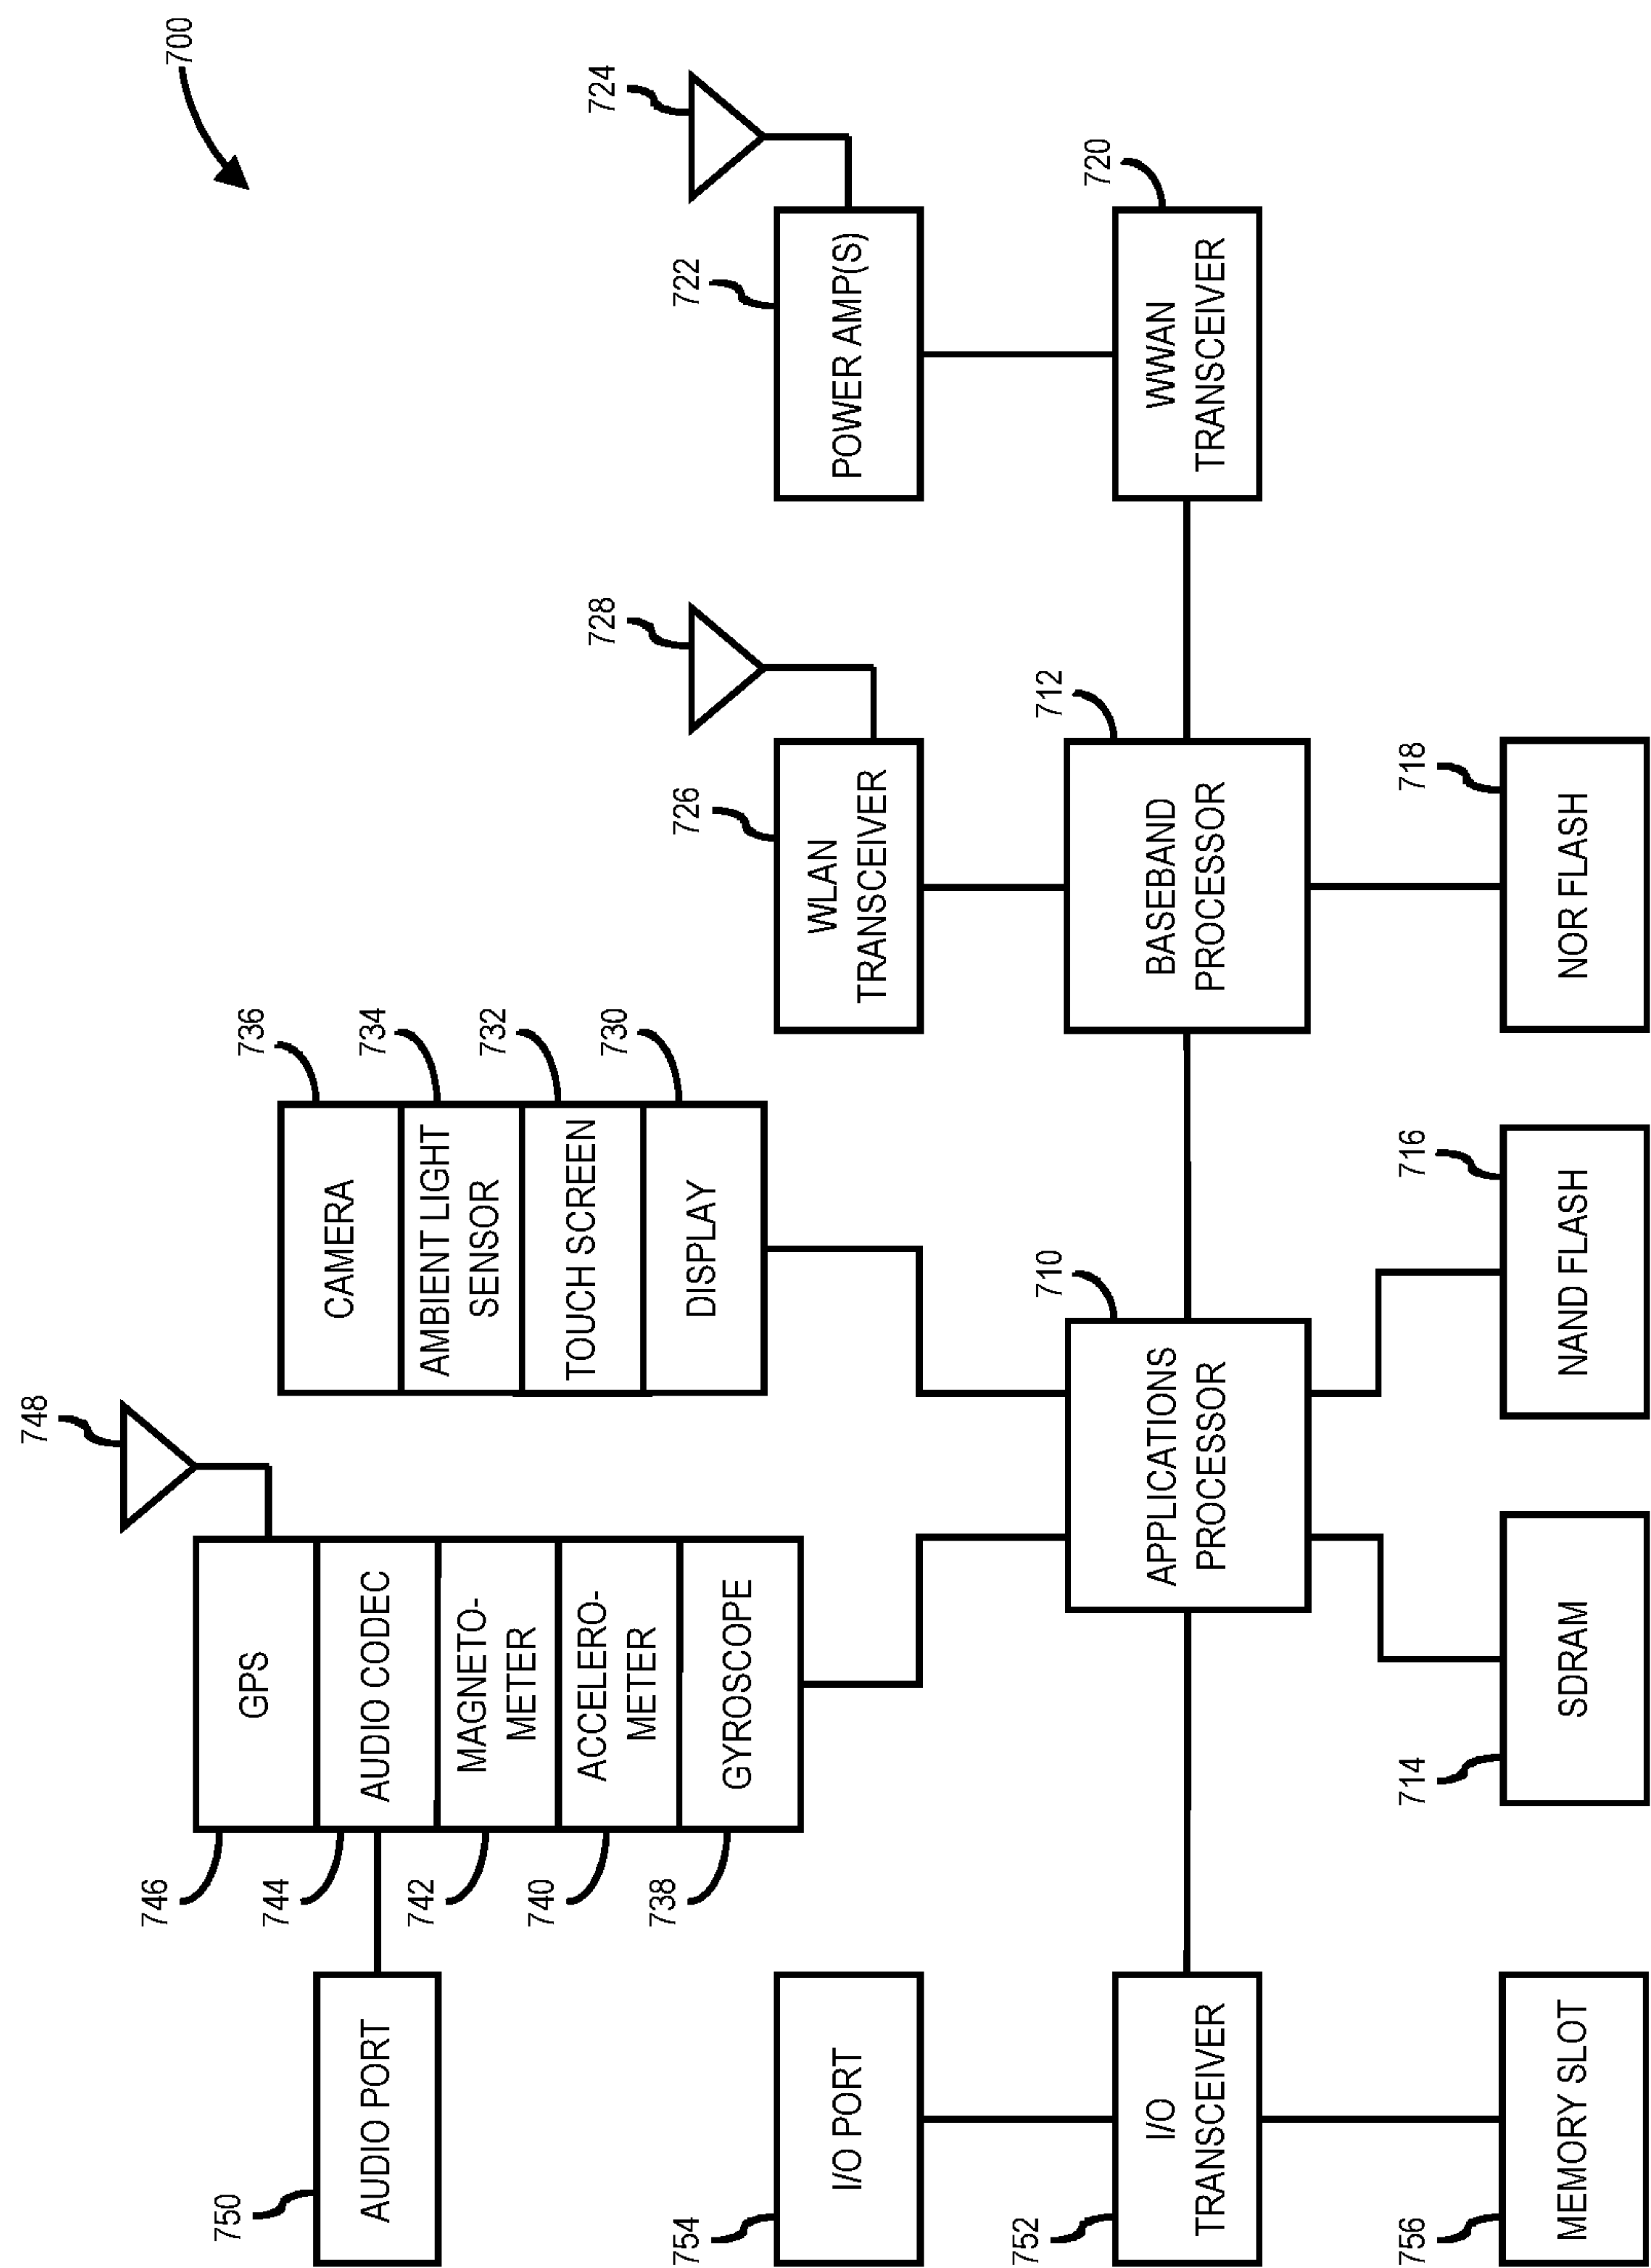 700
748
GPS
AUDIO CODEC
MAGNETO-
METER
ACCELERO-
METER
GYROSCOPE
746
744
742
740
738
AUDIO PORT
750
CAMERA
AMBIENT LIGHT
SENSOR
TOUCH SCREEN
DISPLAY
736
734
732
730
728
724
I/O PORT
754
WLAN
TRANSCEIVER
726
POWER AMP(S)
722
I/O
TRANSCEIVER
752
APPLICATIONS
PROCESSOR
710
BASEBAND
PROCESSOR
712
WWAN
TRANSCEIVER
720
MEMORY SLOT
756
SDRAM
714
NAND FLASH
716
NOR FLASH
718